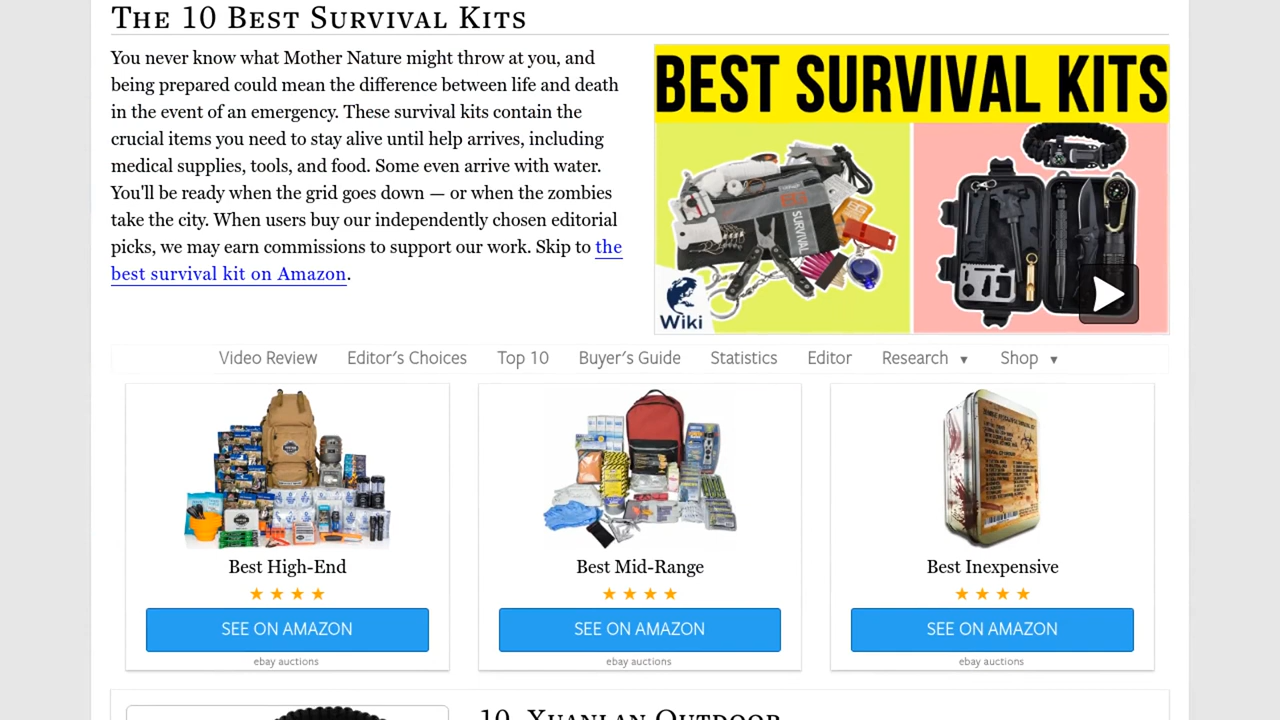 The 10 Best Survival Kits
You never know what Mother Nature might throw at you, and
being prepared could mean the difference between life and death
in the event of an emergency. These survival kits contain the
crucial items you need to stay alive until help arrives, including
medical supplies, tools, and food. Some even arrive with water.
You'll be ready when the grid goes down — or when the zombies
take the city. When users buy our independently chosen editorial
picks, we may earn commissions to support our work. Skip to the
best survival kit on Amazon.
BEST SURVIVAL KITS
SURVIVAL
Wiki
Video Review Editor's Choices Top 10 Buyer's Guide Statistics Editor Research ▼ Shop ▼
Best High-End
★ ★ ★ ★
SEE ON AMAZON
ebay auctions
Best Mid-Range
★ ★ ★ ★
SEE ON AMAZON
ebay auctions
Best Inexpensive
★ ★ ★ ★
SEE ON AMAZON
ebay auctions
10. Xuanlan Outdoor